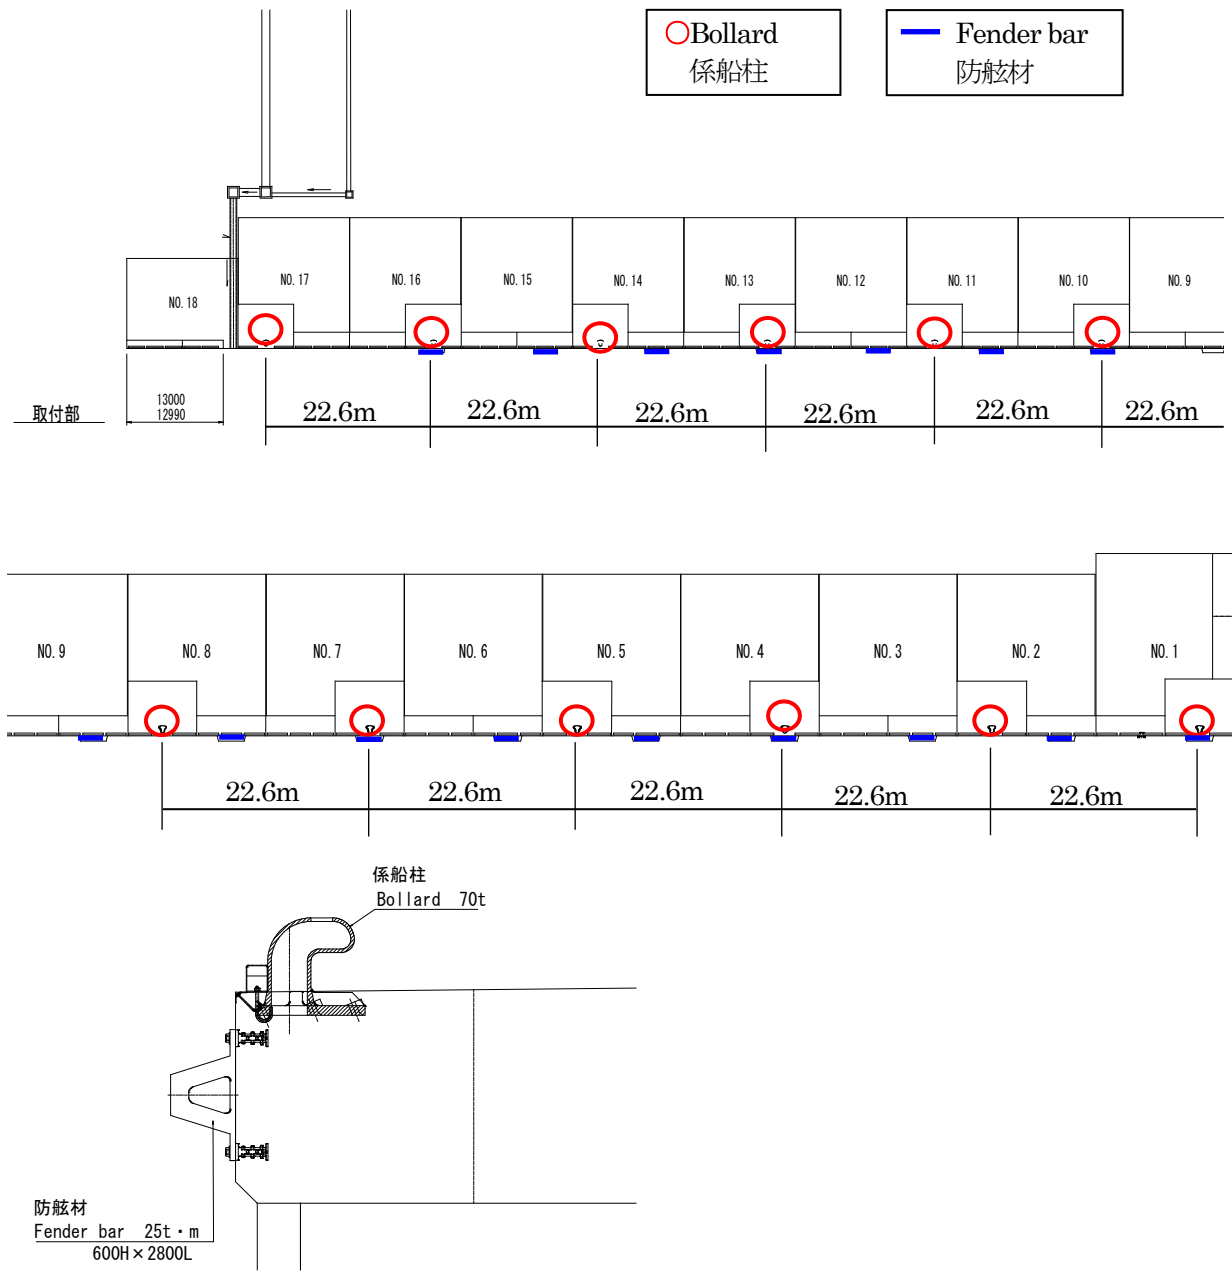 Bollard
係船柱
Fender bar
防舷材
NO.18
NO.17
NO.16
NO.15
NO.14
NO.13
NO.12
NO.11
NO.10
NO.9
取付部
13000
12990
22.6m
22.6m
22.6m
22.6m
22.6m
22.6m
NO.9
NO.8
NO.7
NO.6
NO.5
NO.4
NO.3
NO.2
NO.1
22.6m
22.6m
22.6m
22.6m
22.6m
係船柱
Bollard 70t
防舷材
Fender bar 25t・m
600H×2800L